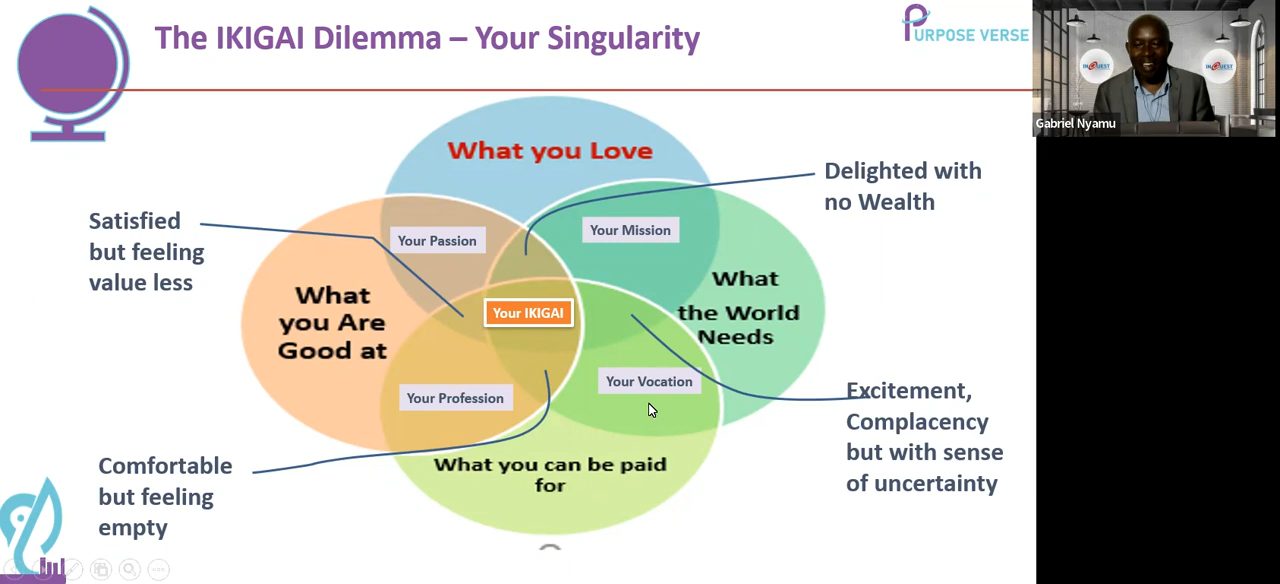 The IKIGAI Dilemma – Your Singularity
PURPOSE VERSE
INQUEST
INQUEST
Gabriel Nyamu
What you Love
Delighted with
no Wealth
Satisfied
but feeling
value less
Your Passion
Your Mission
What
you Are
Good at
Your IKIGAI
What
the World
Needs
Your Profession
Your Vocation
Excitement,
Complacency
but with sense
of uncertainty
What you can be paid
for
Comfortable
but feeling
empty